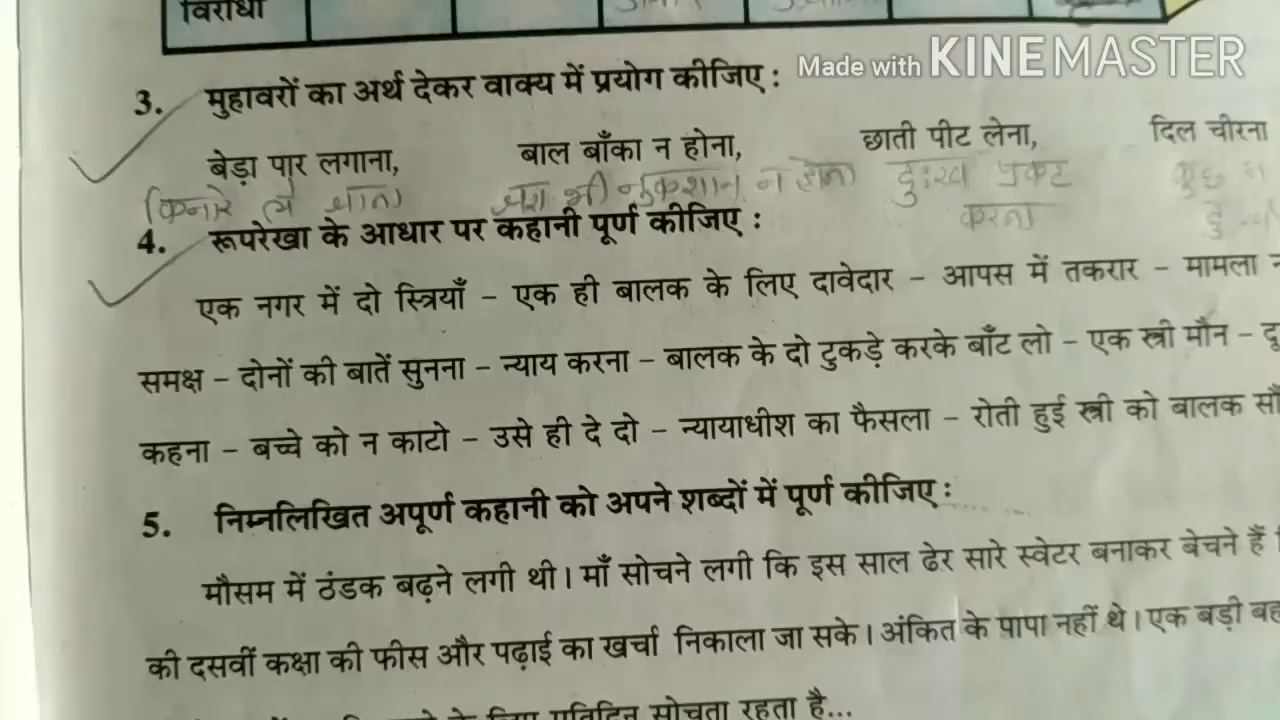 विरोधी
Made with KINEMASTER
3. मुहावरों का अर्थ देकर वाक्य में प्रयोग कीजिए :
बेड़ा पार लगाना, बाल बाँका न होना, छाती पीट लेना, दिल चीरना
किनारे ले जरा भी नुकशान न होना दुःख प्रकट
करना
4. रूपरेखा के आधार पर कहानी पूर्ण कीजिए :
एक नगर में दो स्त्रियाँ – एक ही बालक के लिए दावेदार – आपस में तकरार – मामला
समक्ष – दोनों की बातें सुनना – न्याय करना – बालक के दो टुकड़े करके बाँट लो – एक स्त्री मौन –
कहना – बच्चे को न काटो – उसे ही दे दो – न्यायाधीश का फैसला – रोती हुई स्त्री को बालक
5. निम्नलिखित अपूर्ण कहानी को अपने शब्दों में पूर्ण कीजिए :
मौसम में ठंडक बढ़ने लगी थी। माँ सोचने लगी कि इस साल ढेर सारे स्वेटर बनाकर बेचने हैं
की दसवीं कक्षा की फीस और पढ़ाई का खर्चा निकाला जा सके। अंकित के पापा नहीं थे। एक बड़ी
प्रतिदिन सोचता रहता है...